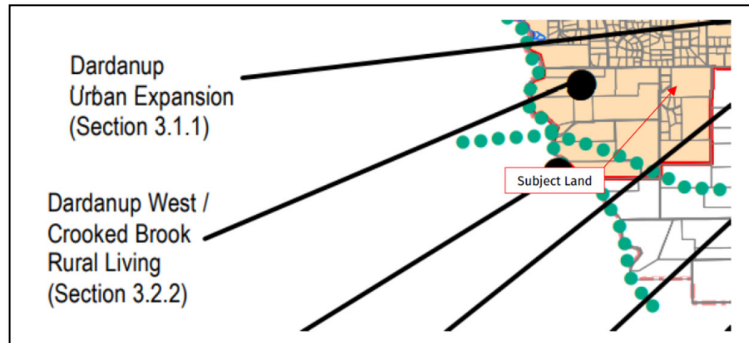 Dardanup
Urban Expansion
(Section 3.1.1)
Subject Land
Dardanup West /
Crooked Brook
Rural Living
(Section 3.2.2)